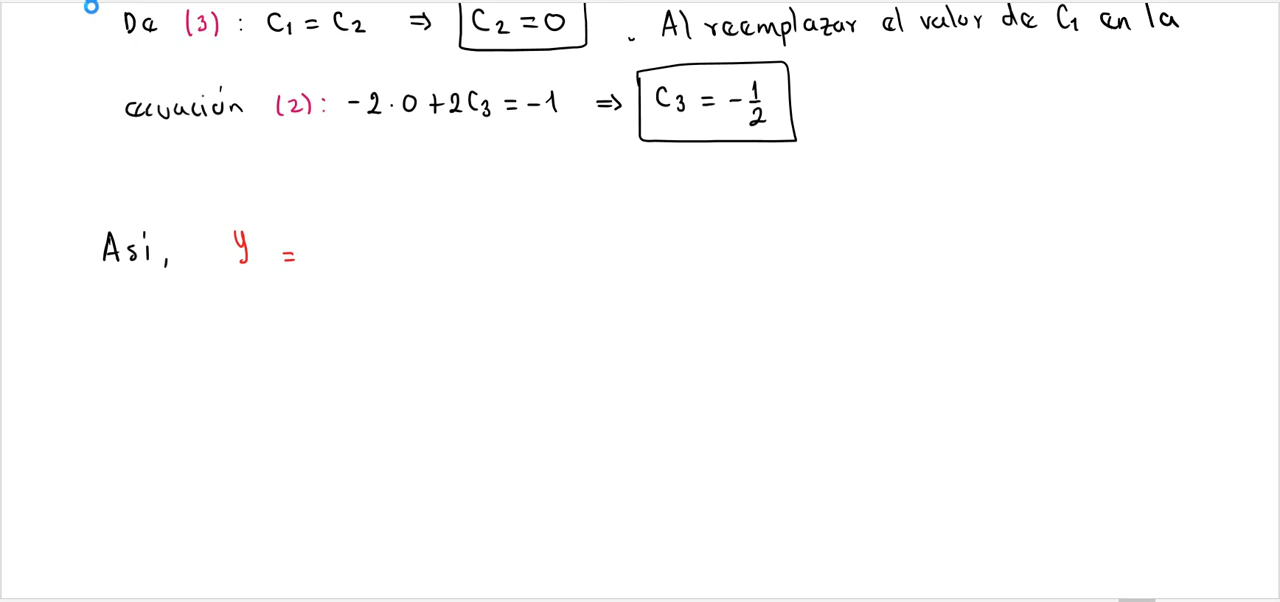 De (3) : C₁ = C₂ ⇒ C₂ = 0 . Al reemplazar el valor de C₁ en la
ecuación (2) : -2 · 0 + 2C₃ = -1 ⇒ C₃ = -1/2
Asi, y =